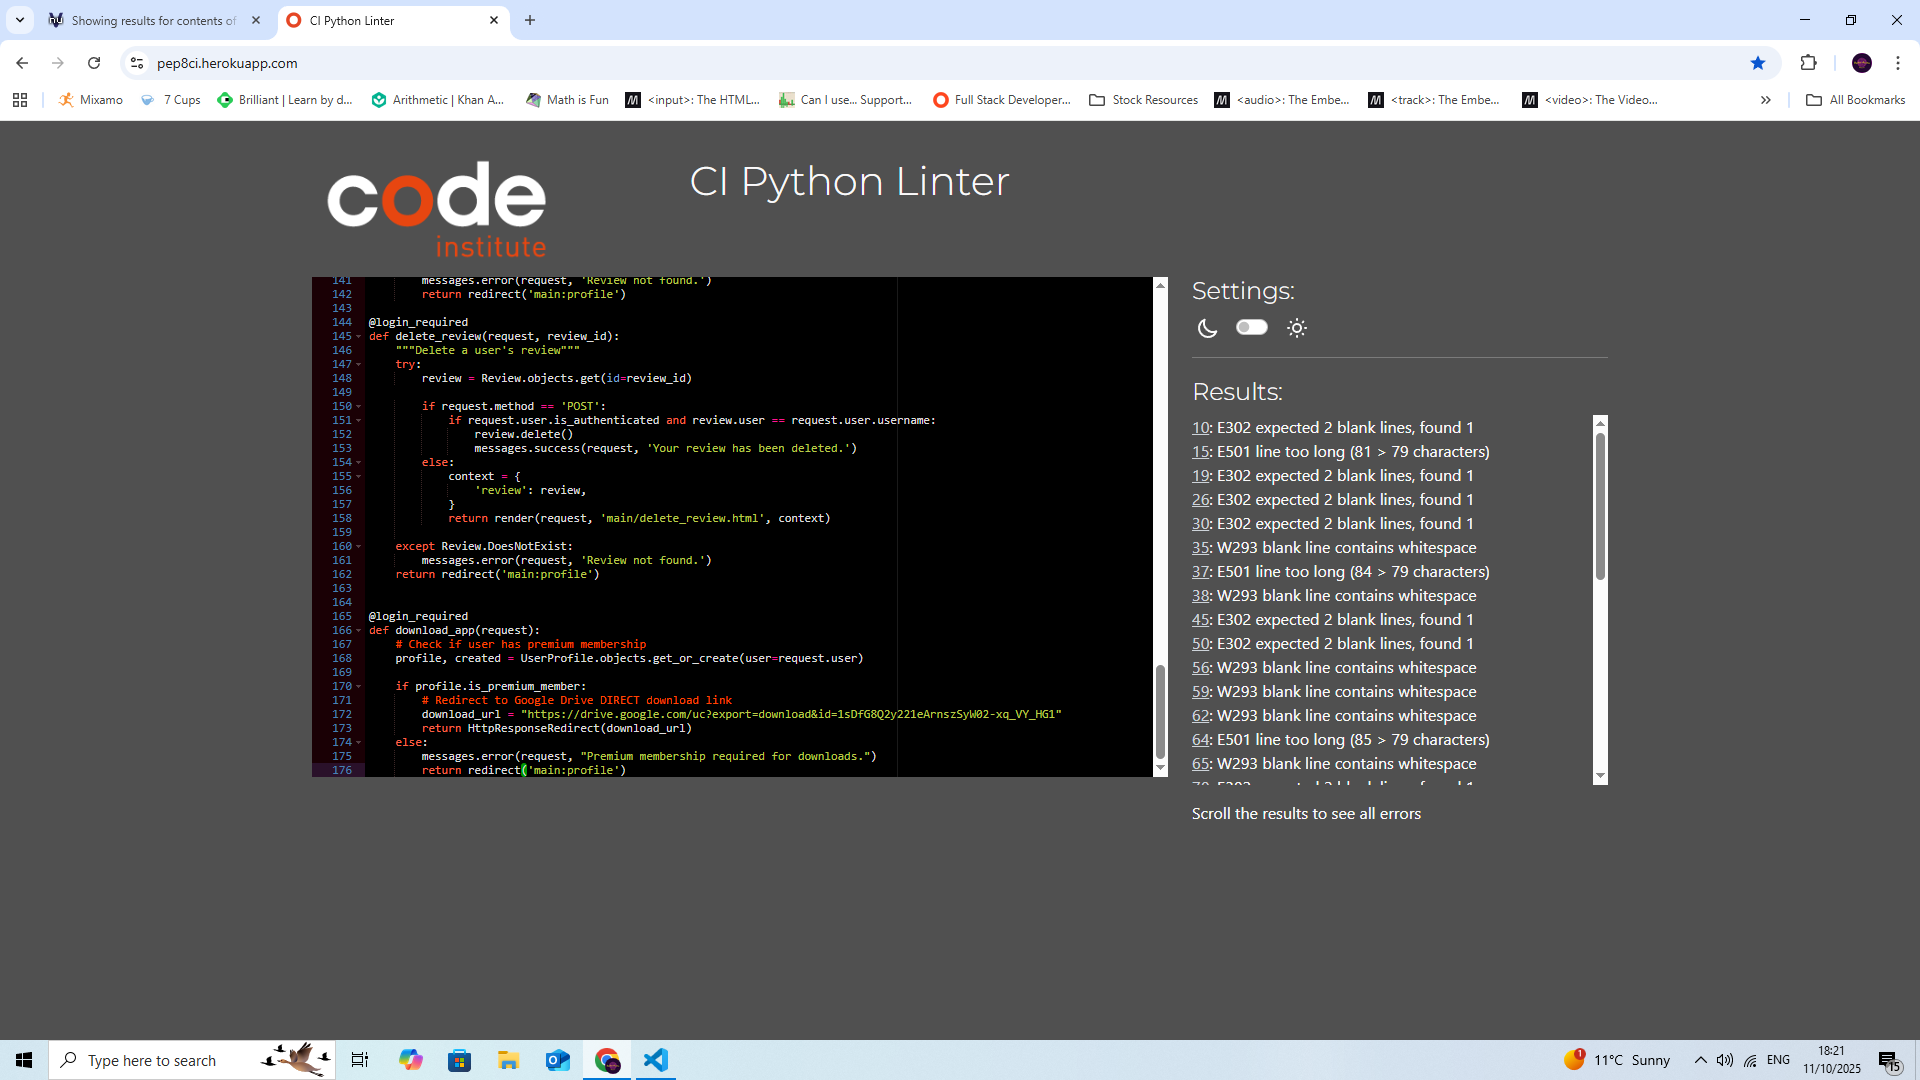 Showing results for contents of
CI Python Linter
pep8ci.herokuapp.com
Mixamo
7 Cups
Brilliant | Learn by d...
Arithmetic | Khan A...
Math is Fun
<input>: The HTML...
Can I use... Support...
Full Stack Developer...
Stock Resources
<audio>: The Embe...
<track>: The Embe...
<video>: The Video...
All Bookmarks
code
institute
CI Python Linter
141 messages.error(request, 'Review not found.')
142 return redirect('main:profile')
143
144 @login_required
145 def delete_review(request, review_id):
146 """Delete a user's review"""
147 try:
148 review = Review.objects.get(id=review_id)
149
150 if request.method == 'POST':
151 if request.user.is_authenticated and review.user == request.user.username:
152 review.delete()
153 messages.success(request, 'Your review has been deleted.')
154 else:
155 context = {
156 'review': review,
157 }
158 return render(request, 'main/delete_review.html', context)
159
160 except Review.DoesNotExist:
161 messages.error(request, 'Review not found.')
162 return redirect('main:profile')
163
164
165 @login_required
166 def download_app(request):
167 # Check if user has premium membership
168 profile, created = UserProfile.objects.get_or_create(user=request.user)
169
170 if profile.is_premium_member:
171 # Redirect to Google Drive DIRECT download link
172 download_url = "https://drive.google.com/uc?export=download&id=1sDfG8Q2y221eArnszSyW02-xq_VY_HG1"
173 return HttpResponseRedirect(download_url)
174 else:
175 messages.error(request, "Premium membership required for downloads.")
176 return redirect('main:profile')
Settings:
Results:
10: E302 expected 2 blank lines, found 1
15: E501 line too long (81 > 79 characters)
19: E302 expected 2 blank lines, found 1
26: E302 expected 2 blank lines, found 1
30: E302 expected 2 blank lines, found 1
35: W293 blank line contains whitespace
37: E501 line too long (84 > 79 characters)
38: W293 blank line contains whitespace
45: E302 expected 2 blank lines, found 1
50: E302 expected 2 blank lines, found 1
56: W293 blank line contains whitespace
59: W293 blank line contains whitespace
62: W293 blank line contains whitespace
64: E501 line too long (85 > 79 characters)
65: W293 blank line contains whitespace
Scroll the results to see all errors
Type here to search
1
11°C Sunny
ENG
18:21
11/10/2025
15